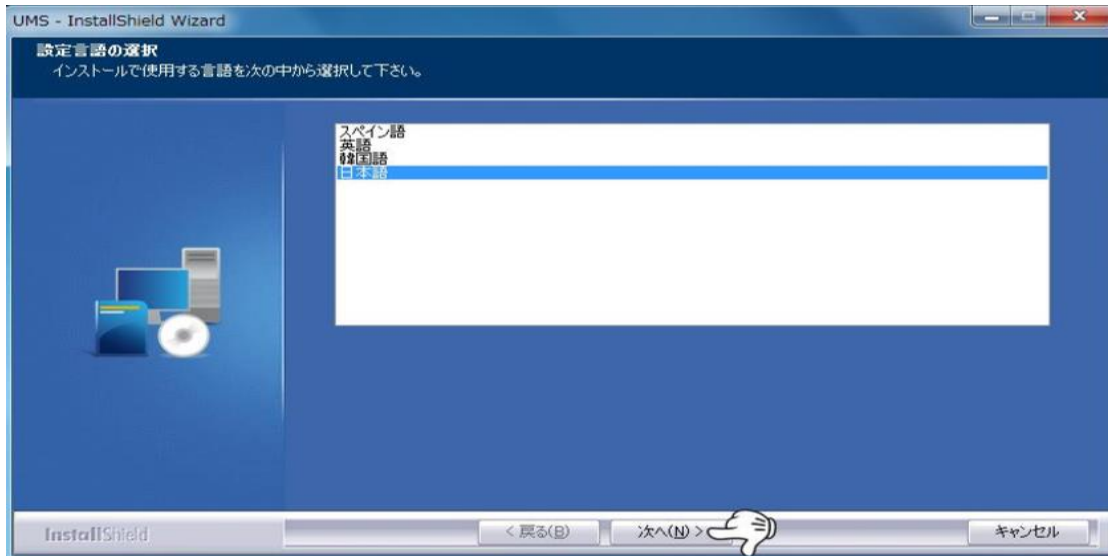 UMS - InstallShield Wizard
設定言語の選択
インストールで使用する言語を次の中から選択して下さい。
スペイン語
英語
韓国語
日本語
InstallShield
< 戻る(B)
次へ(N) >
キャンセル